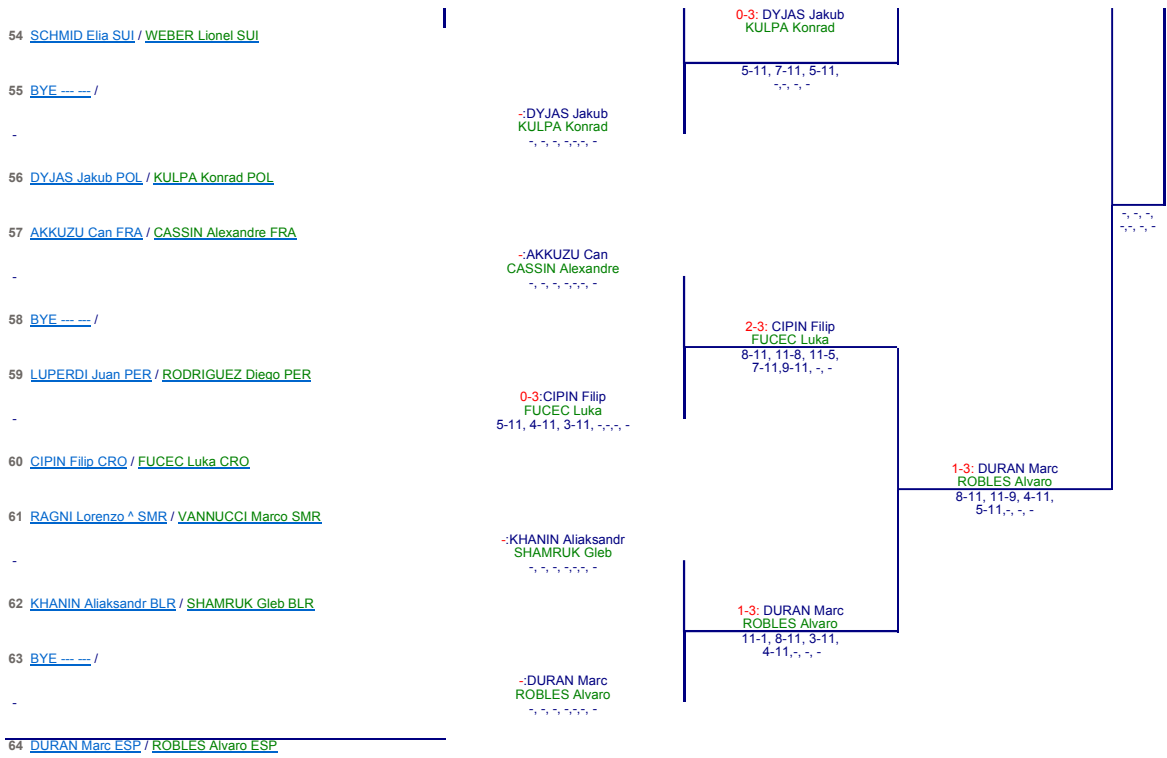 0-3: DYJAS Jakub
KULPA Konrad
5-11, 7-11, 5-11,
-,-, -, -
54 SCHMID Elia SUI / WEBER Lionel SUI
55 BYE --- --- /
-:DYJAS Jakub
KULPA Konrad
-, -, -, -,-,-, -
-
56 DYJAS Jakub POL / KULPA Konrad POL
-, -, -,
-,-, -, -
57 AKKUZU Can FRA / CASSIN Alexandre FRA
-:AKKUZU Can
CASSIN Alexandre
-, -, -, -,-,-, -
-
58 BYE --- --- /
2-3: CIPIN Filip
FUCEC Luka
8-11, 11-8, 11-5,
7-11,9-11, -, -
59 LUPERDI Juan PER / RODRIGUEZ Diego PER
0-3:CIPIN Filip
FUCEC Luka
5-11, 4-11, 3-11, -,-,-, -
-
60 CIPIN Filip CRO / FUCEC Luka CRO
1-3: DURAN Marc
ROBLES Alvaro
8-11, 11-9, 4-11,
5-11,-, -, -
61 RAGNI Lorenzo ^ SMR / VANNUCCI Marco SMR
-:KHANIN Aliaksandr
SHAMRUK Gleb
-, -, -, -,-,-, -
-
62 KHANIN Aliaksandr BLR / SHAMRUK Gleb BLR
1-3: DURAN Marc
ROBLES Alvaro
11-1, 8-11, 3-11,
4-11,-, -, -
63 BYE --- --- /
-:DURAN Marc
ROBLES Alvaro
-, -, -, -,-,-, -
-
64 DURAN Marc ESP / ROBLES Alvaro ESP